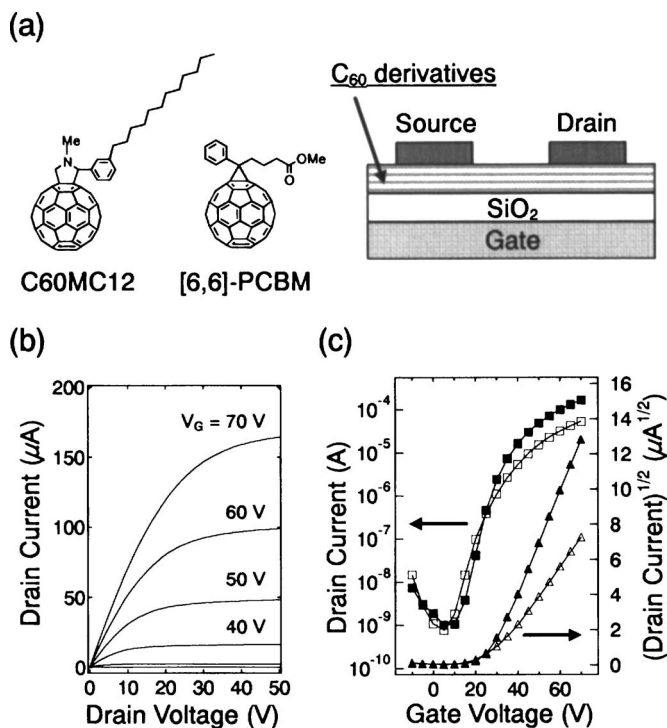 (a)
C₆₀ derivatives
Me
N
OMe
O
Source
Drain
SiO₂
Gate
C60MC12
[6,6]-PCBM
(b)
(c)
Drain Current (μA)
200
150
100
50
0
V_G = 70 V
60 V
50 V
40 V
0 10 20 30 40 50
Drain Voltage (V)
Drain Current (A)
10⁻⁴
10⁻⁵
10⁻⁶
10⁻⁷
10⁻⁸
10⁻⁹
10⁻¹⁰
0 20 40 60 80
Gate Voltage (V)
16
14
12
10
8
6
4
2
0
(Drain Current)^1/2 (μA^1/2)